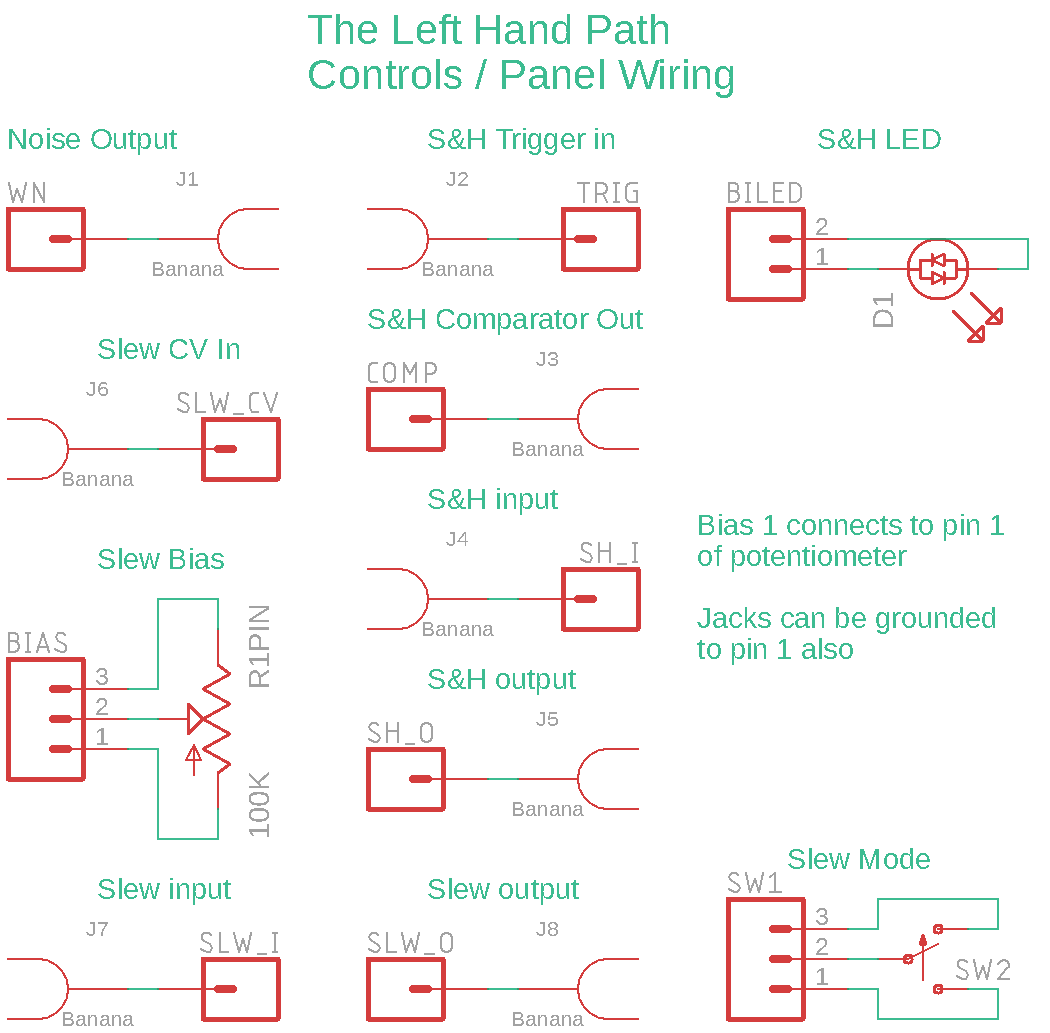 The Left Hand Path
Controls / Panel Wiring
Noise Output
J1
WN
Banana
S&H Trigger in
J2
TRIG
Banana
S&H LED
BILED
2
1
D1
Slew CV In
J6
SLW_CV
Banana
S&H Comparator Out
J3
COMP
Banana
S&H input
J4
SH_I
Banana
Bias 1 connects to pin 1
of potentiometer
Jacks can be grounded
to pin 1 also
Slew Bias
BIAS
3
2
1
R1PIN
100K
S&H output
J5
SH_O
Banana
Slew input
J7
SLW_I
Banana
Slew output
J8
SLW_O
Banana
Slew Mode
SW1
3
2
1
SW2